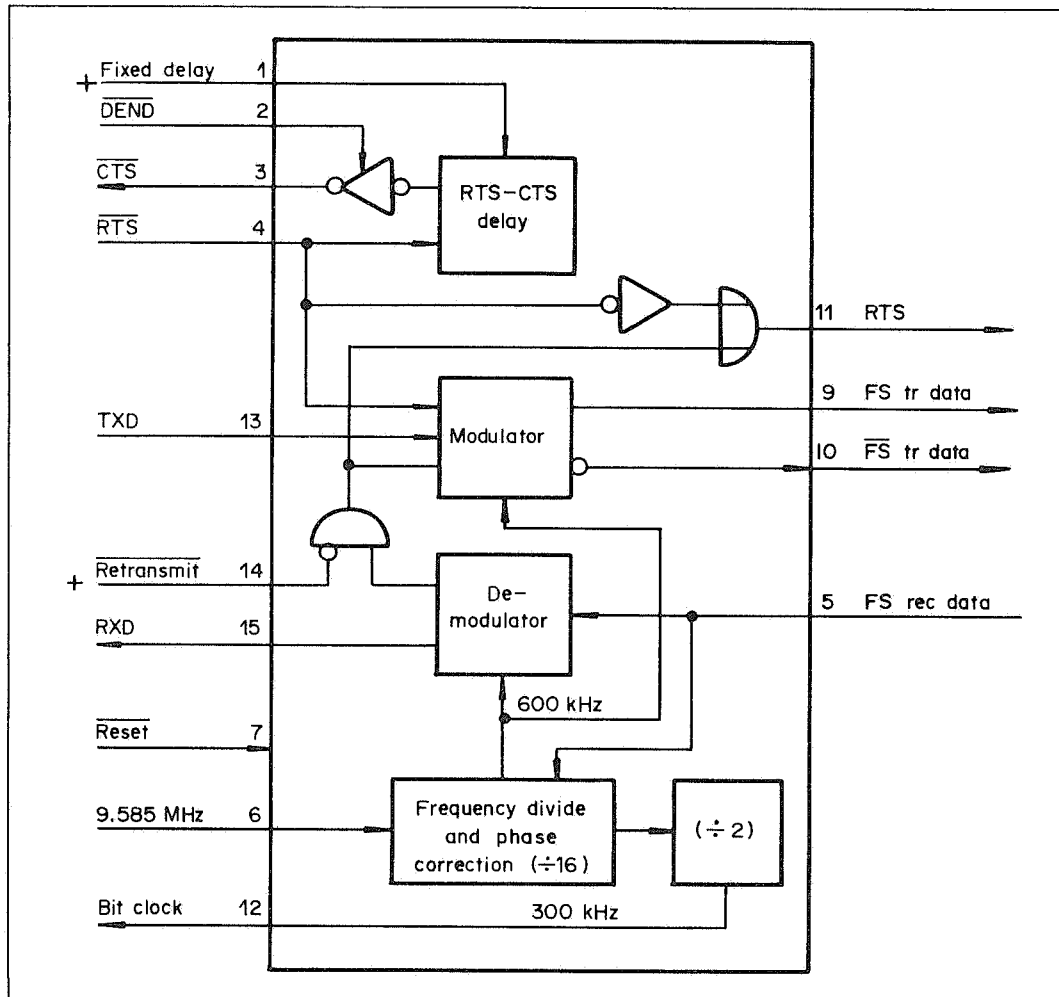 + Fixed delay 1
DEND 2
CTS 3
RTS 4
RTS-CTS
delay
11 RTS
9 FS tr data
TXD 13
Modulator
10 FS tr data
+ Retransmit 14
De-
modulator
5 FS rec data
RXD 15
600 kHz
Reset 7
9.585 MHz 6
Frequency divide
and phase
correction (÷16)
(÷2)
Bit clock 12
300 kHz